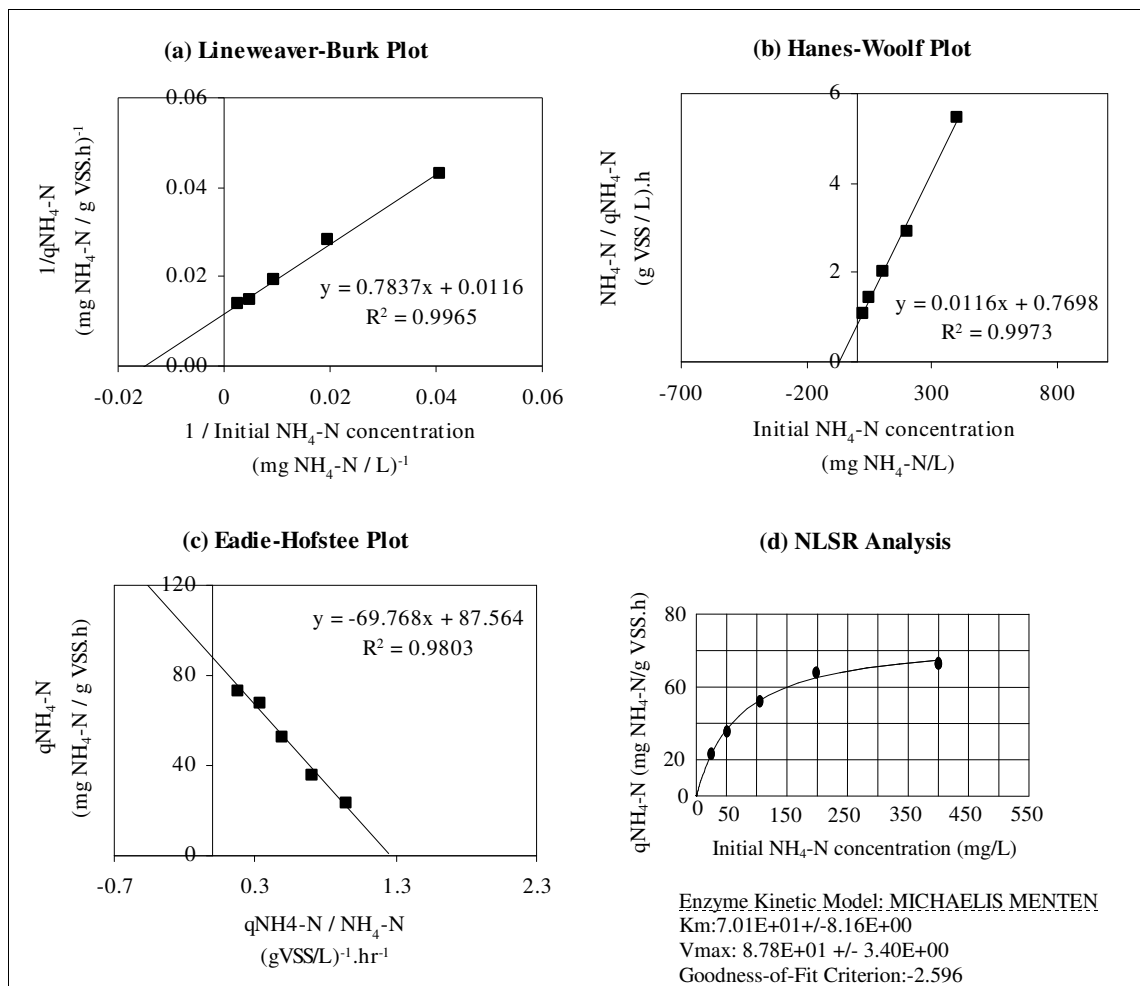 (a) Lineweaver-Burk Plot
0.06
0.04
0.02
0.00
-0.02
0
0.02
0.04
0.06
1/qNH₄-N
(mg NH₄-N / g VSS.h)⁻¹
y = 0.7837x + 0.0116
R² = 0.9965
1 / Initial NH₄-N concentration
(mg NH₄-N / L)⁻¹
(b) Hanes-Woolf Plot
6
4
2
0
-700
-200
300
800
NH₄-N / qNH₄-N
(g VSS / L).h
y = 0.0116x + 0.7698
R² = 0.9973
Initial NH₄-N concentration
(mg NH₄-N/L)
(c) Eadie-Hofstee Plot
120
80
40
0
-0.7
0.3
1.3
2.3
qNH₄-N
(mg NH₄-N / g VSS.h)
y = -69.768x + 87.564
R² = 0.9803
qNH4-N / NH₄-N
(gVSS/L)⁻¹.hr⁻¹
(d) NLSR Analysis
80
60
40
20
0
0
50
150
250
350
450
550
qNH₄-N (mg NH₄-N/g VSS.h)
Initial NH₄-N concentration (mg/L)
Enzyme Kinetic Model: MICHAELIS MENTEN
Km:7.01E+01+/-8.16E+00
Vmax: 8.78E+01 +/- 3.40E+00
Goodness-of-Fit Criterion:-2.596